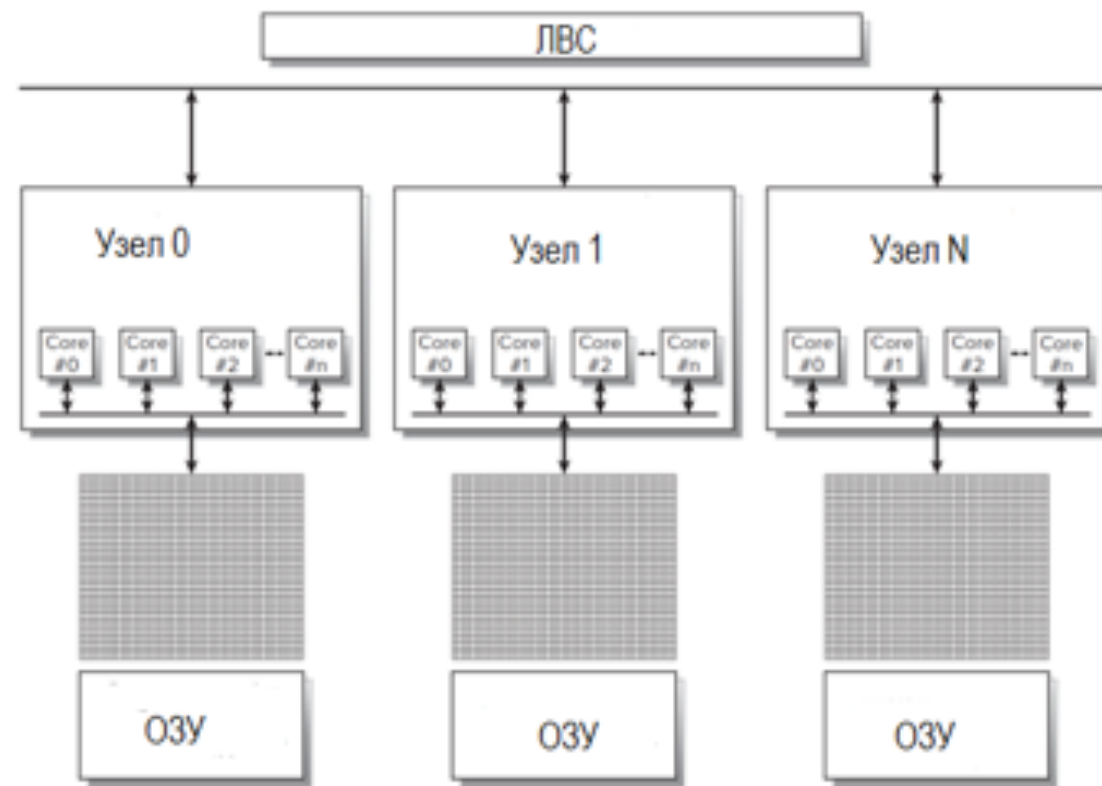 ЛВС
Узел 0
Узел 1
Узел N
Core #0
Core #1
Core #2
Core #n
Core #0
Core #1
Core #2
Core #n
Core #0
Core #1
Core #2
Core #n
ОЗУ
ОЗУ
ОЗУ